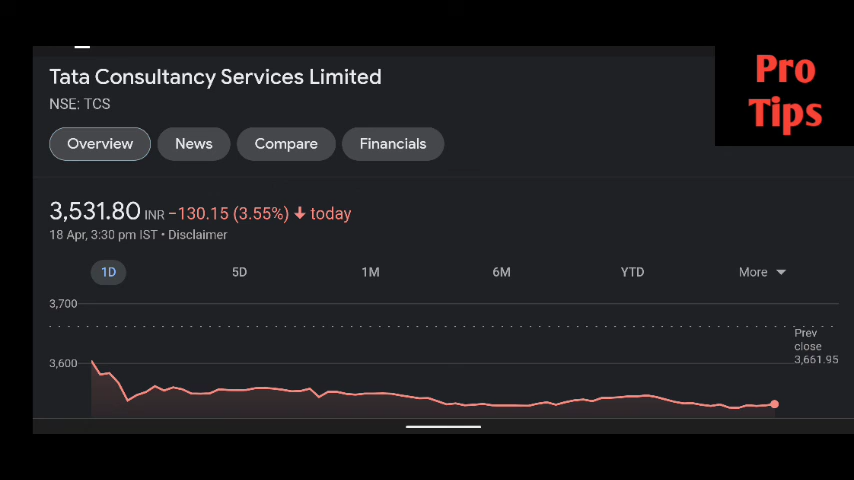 Pro
Tips
Tata Consultancy Services Limited
NSE: TCS
Overview News Compare Financials
3,531.80 INR −130.15 (3.55%) ↓ today
18 Apr, 3:30 pm IST • Disclaimer
1D 5D 1M 6M YTD More
3,700
Prev
close
3,661.95
3,600